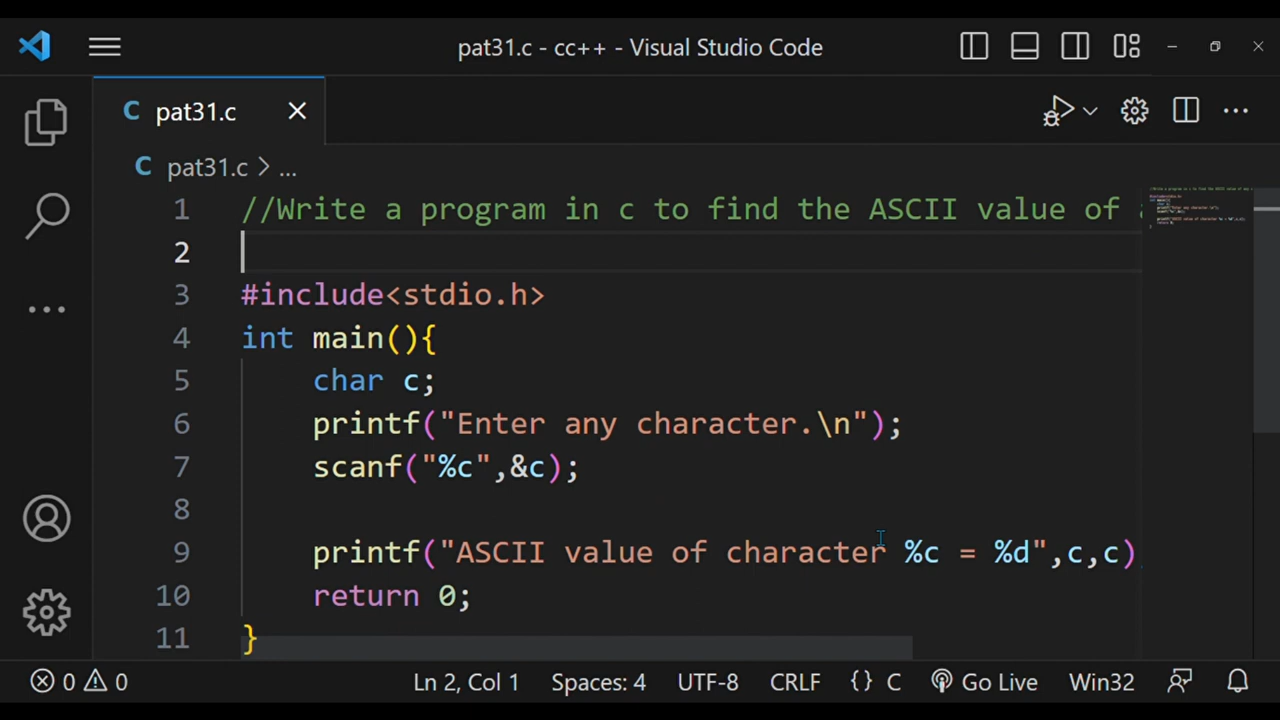 pat31.c - cc++ - Visual Studio Code
C pat31.c
C pat31.c > ...
1 //Write a program in c to find the ASCII value of
2
3 #include<stdio.h>
4 int main(){
5     char c;
6     printf("Enter any character.\n");
7     scanf("%c",&c);
8
9     printf("ASCII value of character %c = %d",c,c)
10     return 0;
11 }
0 0 Ln 2, Col 1 Spaces: 4 UTF-8 CRLF {} C Go Live Win32